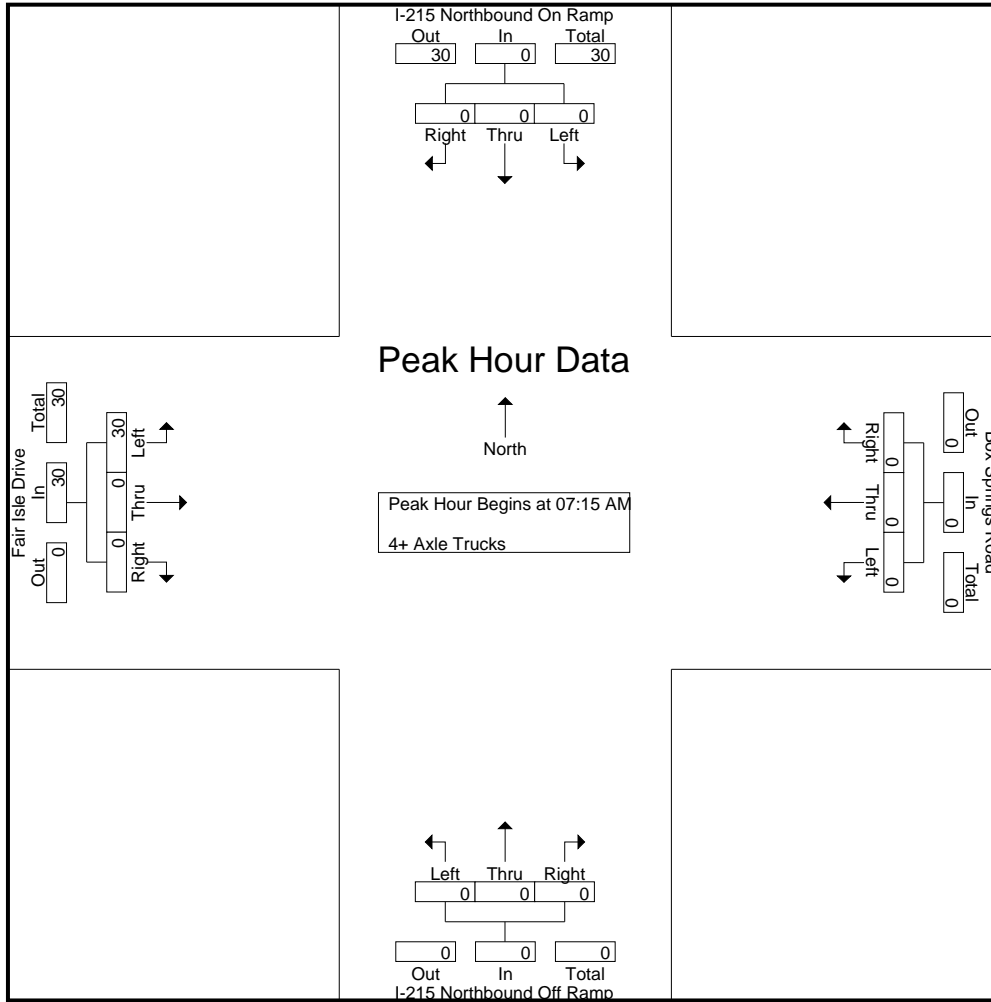 I-215 Northbound On Ramp
Out In Total
30 0 30
0 0 0
Right Thru Left
Peak Hour Data
North
Peak Hour Begins at 07:15 AM
4+ Axle Trucks
Fair Isle Drive
Out In Total
0 30 30
30 0 0
Left Thru Right
Box Springs Road
Out In Total
0 0 0
0 0 0
Right Thru Left
Left Thru Right
0 0 0
0 0 0
Out In Total
I-215 Northbound Off Ramp